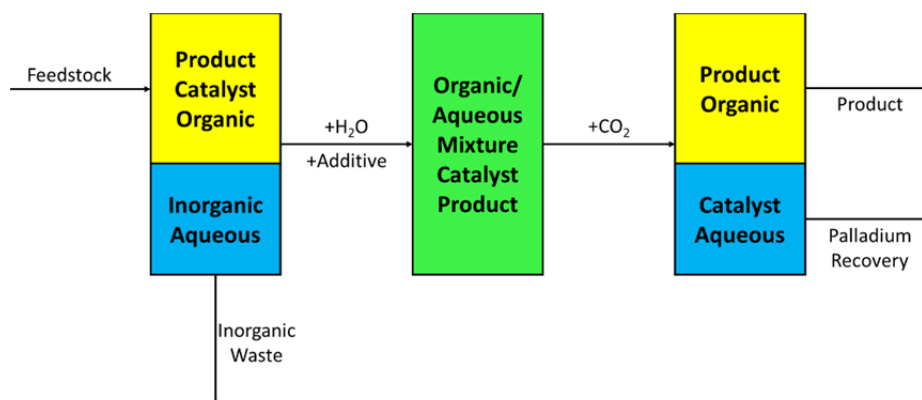 Feedstock
Product
Catalyst
Organic
Inorganic
Aqueous
Inorganic
Waste
+H₂O
+Additive
Organic/
Aqueous
Mixture
Catalyst
Product
+CO₂
Product
Organic
Catalyst
Aqueous
Product
Palladium
Recovery